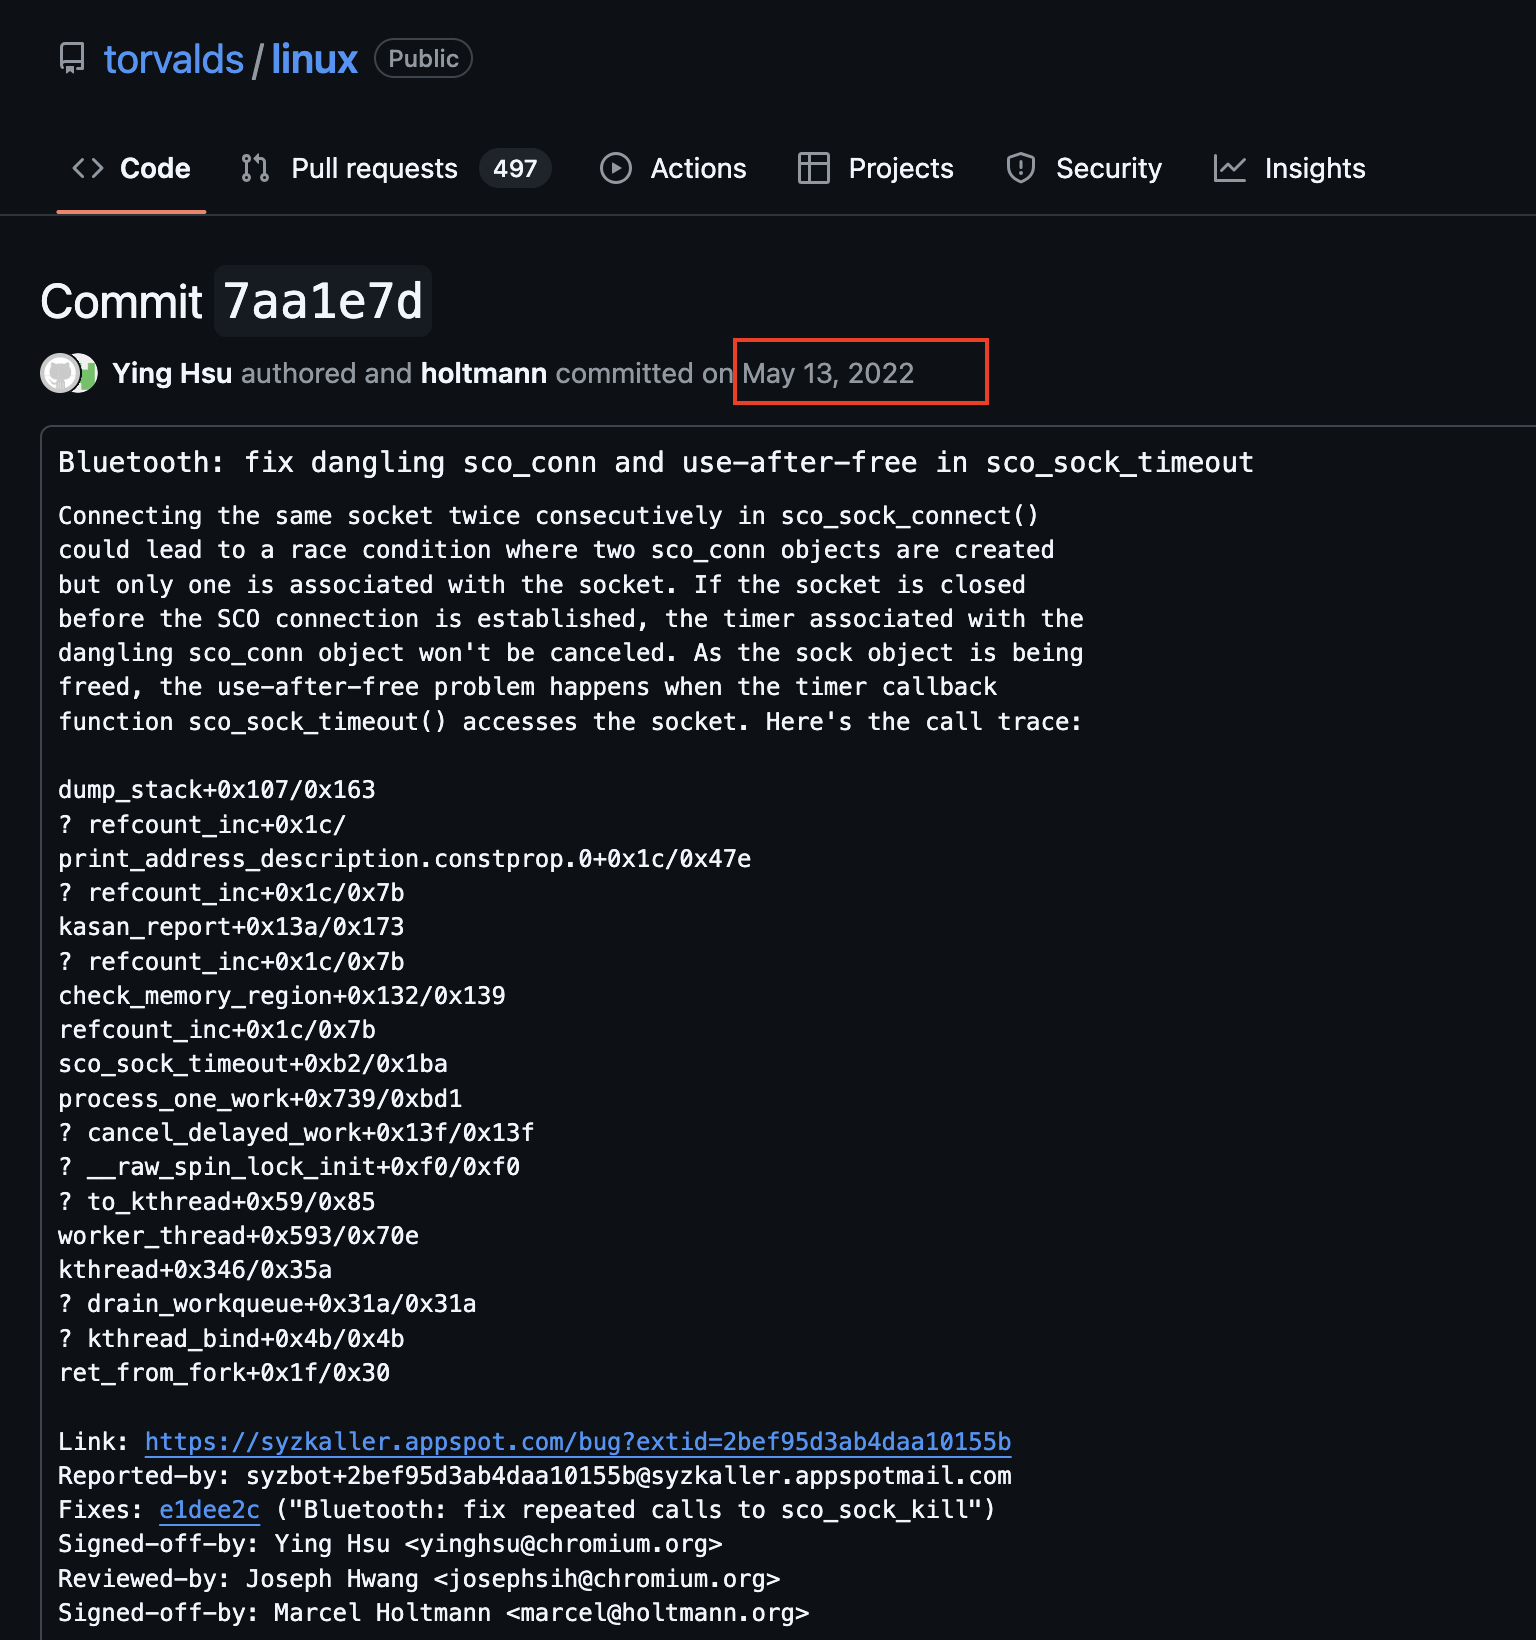 torvalds / linux Public
Code Pull requests 497 Actions Projects Security Insights
Commit 7aa1e7d
Ying Hsu authored and holtmann committed on May 13, 2022
Bluetooth: fix dangling sco_conn and use-after-free in sco_sock_timeout
Connecting the same socket twice consecutively in sco_sock_connect()
could lead to a race condition where two sco_conn objects are created
but only one is associated with the socket. If the socket is closed
before the SCO connection is established, the timer associated with the
dangling sco_conn object won't be canceled. As the sock object is being
freed, the use-after-free problem happens when the timer callback
function sco_sock_timeout() accesses the socket. Here's the call trace:
dump_stack+0x107/0x163
? refcount_inc+0x1c/
print_address_description.constprop.0+0x1c/0x47e
? refcount_inc+0x1c/0x7b
kasan_report+0x13a/0x173
? refcount_inc+0x1c/0x7b
check_memory_region+0x132/0x139
refcount_inc+0x1c/0x7b
sco_sock_timeout+0xb2/0x1ba
process_one_work+0x739/0xbd1
? cancel_delayed_work+0x13f/0x13f
? __raw_spin_lock_init+0xf0/0xf0
? to_kthread+0x59/0x85
worker_thread+0x593/0x70e
kthread+0x346/0x35a
? drain_workqueue+0x31a/0x31a
? kthread_bind+0x4b/0x4b
ret_from_fork+0x1f/0x30
Link: https://syzkaller.appspot.com/bug?extid=2bef95d3ab4daa10155b
Reported-by: syzbot+2bef95d3ab4daa10155b@syzkaller.appspotmail.com
Fixes: e1dee2c ("Bluetooth: fix repeated calls to sco_sock_kill")
Signed-off-by: Ying Hsu <yinghsu@chromium.org>
Reviewed-by: Joseph Hwang <josephsih@chromium.org>
Signed-off-by: Marcel Holtmann <marcel@holtmann.org>